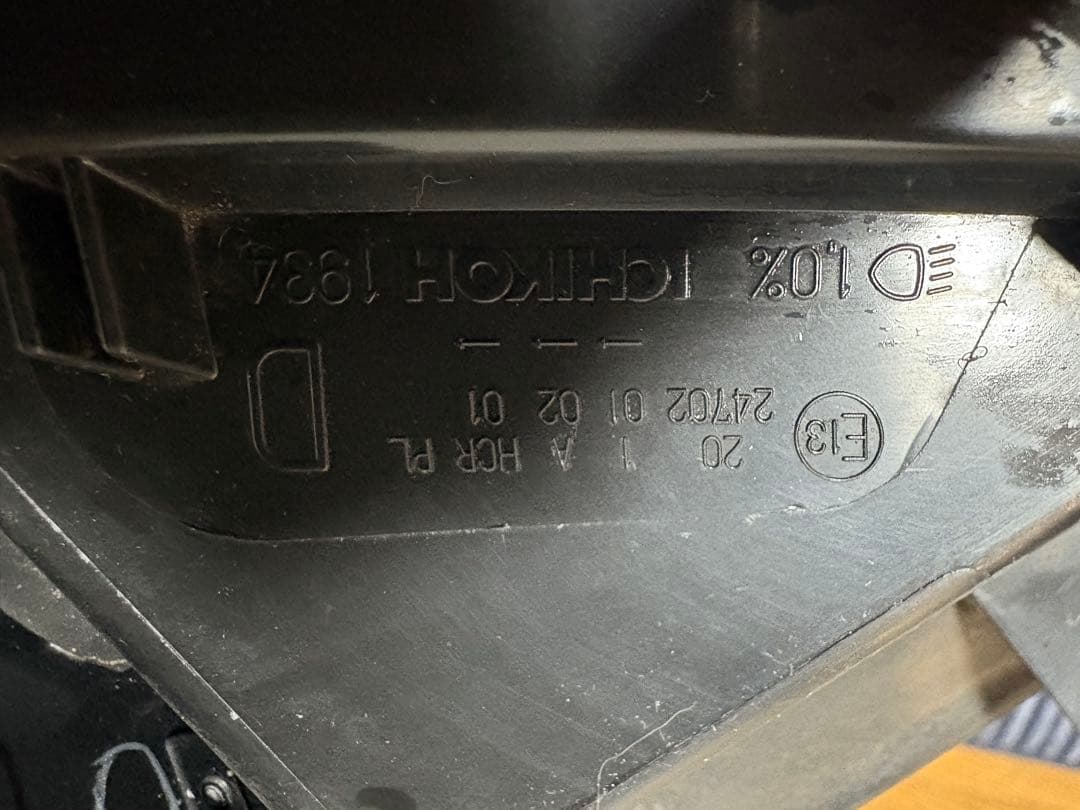 E13
20 1 A HCR PL
24702 01 02 01
D
1,0% ICHIKOH 1934